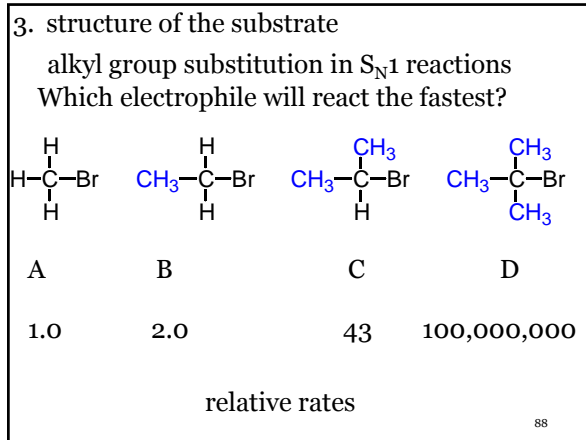 3. structure of the substrate
alkyl group substitution in SN1 reactions
Which electrophile will react the fastest?
H
H–C–Br
H
H
CH3–C–Br
H
CH3
CH3–C–Br
H
CH3
CH3–C–Br
CH3
A B C D
1.0 2.0 43 100,000,000
relative rates
88